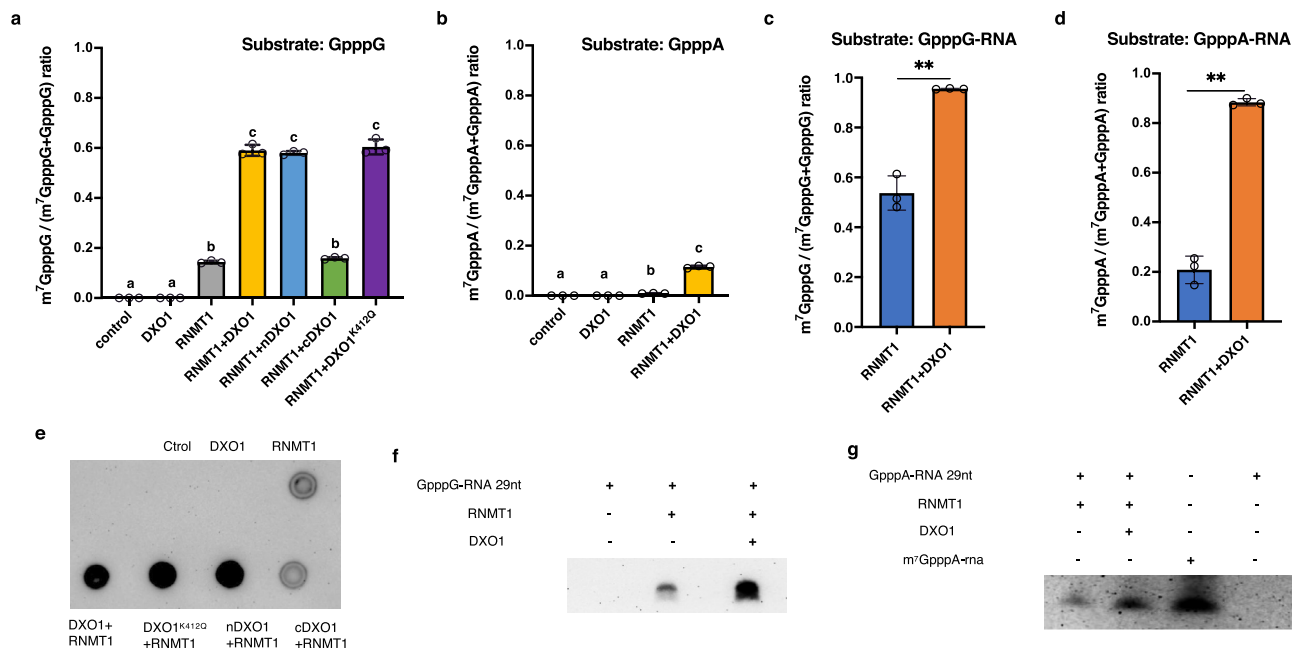 a
Substrate: GpppG
m⁷GpppG / (m⁷GpppG+GpppG) ratio
1.0
0.8
0.6
0.4
0.2
0.0
a
a
b
c
c
b
c
control
DXO1
RNMT1
RNMT1+DXO1
RNMT1+nDXO1
RNMT1+cDXO1
RNMT1+DXO1ᴷ⁴¹²Q
b
Substrate: GpppA
m⁷GpppA / (m⁷GpppA+GpppA) ratio
1.0
0.8
0.6
0.4
0.2
0.0
a
a
b
c
control
DXO1
RNMT1
RNMT1+DXO1
c
Substrate: GpppG-RNA
m⁷GpppG / (m⁷GpppG+GpppG) ratio
1.0
0.8
0.6
0.4
0.2
0.0
**
RNMT1
RNMT1+DXO1
d
Substrate: GpppA-RNA
m⁷GpppA / (m⁷GpppA+GpppA) ratio
1.0
0.8
0.6
0.4
0.2
0.0
**
RNMT1
RNMT1+DXO1
e
Ctrol DXO1 RNMT1
DXO1+ DXO1ᴷ⁴¹²Q nDXO1 cDXO1
RNMT1 +RNMT1 +RNMT1 +RNMT1
f
GpppG-RNA 29nt + + +
RNMT1 - + +
DXO1 - - +
g
GpppA-RNA 29nt + + - +
RNMT1 + + - -
DXO1 - + - -
m⁷GpppA-rna - - + -